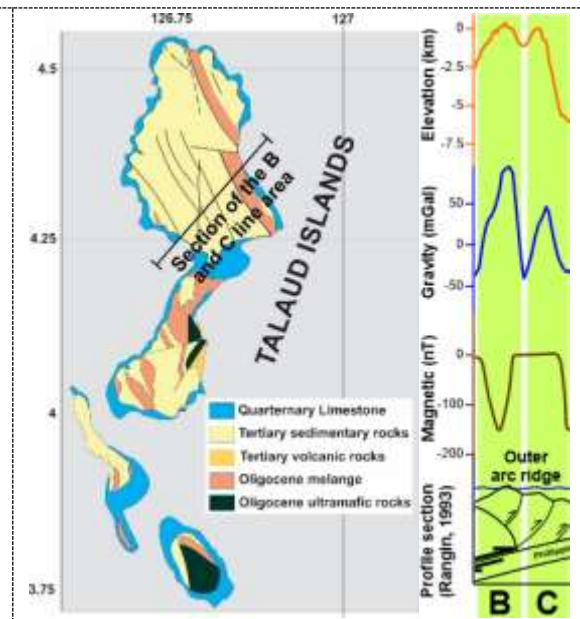 126.75
127
4.5
4.25
4
3.75
Section of the B
and C line area
TALAUD ISLANDS
Quarternary Limestone
Tertiary sedimentary rocks
Tertiary volcanic rocks
Oligocene melange
Oligocene ultramafic rocks
Elevation (km)
0
-2.5
-5
-7.5
Gravity (mGal)
50
0
-50
Magnetic (nT)
0
-100
-200
Profile section
(Rangin, 1993)
Outer
arc ridge
B
C